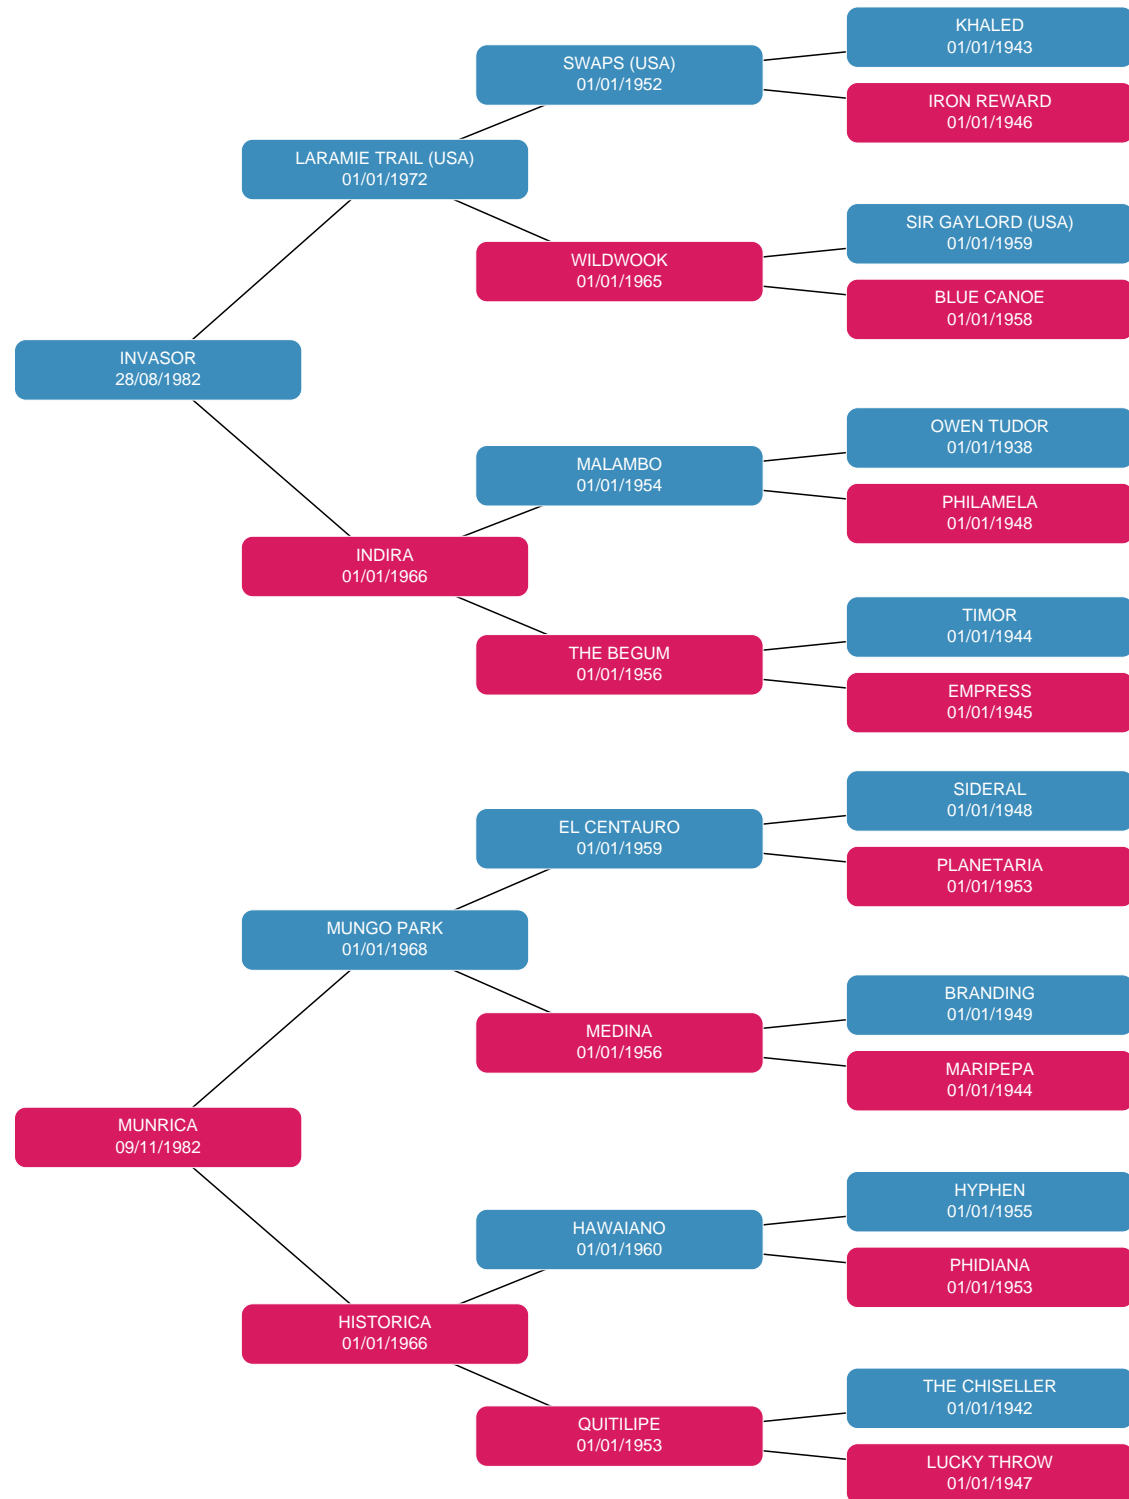 KHALED
01/01/1943
SWAPS (USA)
01/01/1952
IRON REWARD
01/01/1946
LARAMIE TRAIL (USA)
01/01/1972
SIR GAYLORD (USA)
01/01/1959
WILDWOOK
01/01/1965
BLUE CANOE
01/01/1958
INVASOR
28/08/1982
OWEN TUDOR
01/01/1938
MALAMBO
01/01/1954
PHILAMELA
01/01/1948
INDIRA
01/01/1966
TIMOR
01/01/1944
THE BEGUM
01/01/1956
EMPRESS
01/01/1945
SIDERAL
01/01/1948
EL CENTAURO
01/01/1959
PLANETARIA
01/01/1953
MUNGO PARK
01/01/1968
BRANDING
01/01/1949
MEDINA
01/01/1956
MARIPEPA
01/01/1944
MUNRICA
09/11/1982
HYPHEN
01/01/1955
HAWAIANO
01/01/1960
PHIDIANA
01/01/1953
HISTORICA
01/01/1966
THE CHISELLER
01/01/1942
QUITILIPE
01/01/1953
LUCKY THROW
01/01/1947